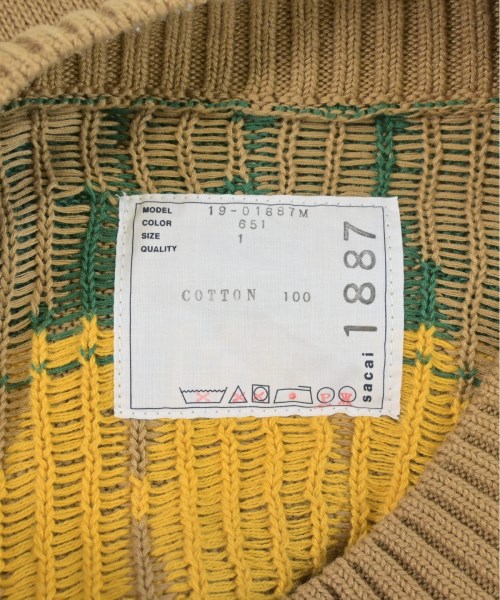 MODEL 19-01887M
COLOR 651
SIZE 1
QUALITY
COTTON 100
P W
sacai 1887